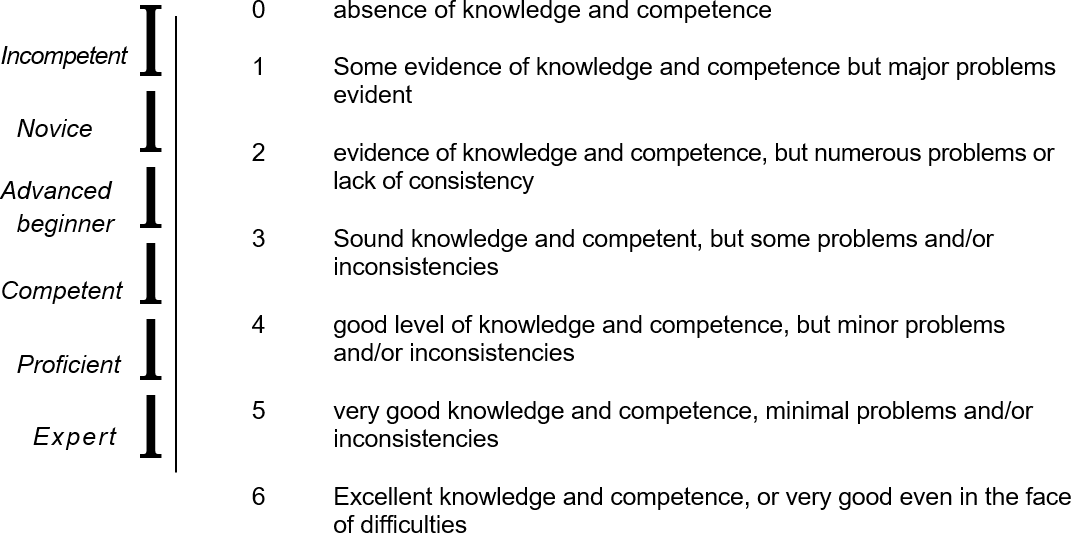 0 absence of knowledge and competence
Incompetent
1 Some evidence of knowledge and competence but major problems
evident
Novice
2 evidence of knowledge and competence, but numerous problems or
lack of consistency
Advanced
beginner
3 Sound knowledge and competent, but some problems and/or
inconsistencies
Competent
4 good level of knowledge and competence, but minor problems
and/or inconsistencies
Proficient
5 very good knowledge and competence, minimal problems and/or
inconsistencies
Expert
6 Excellent knowledge and competence, or very good even in the face
of difficulties